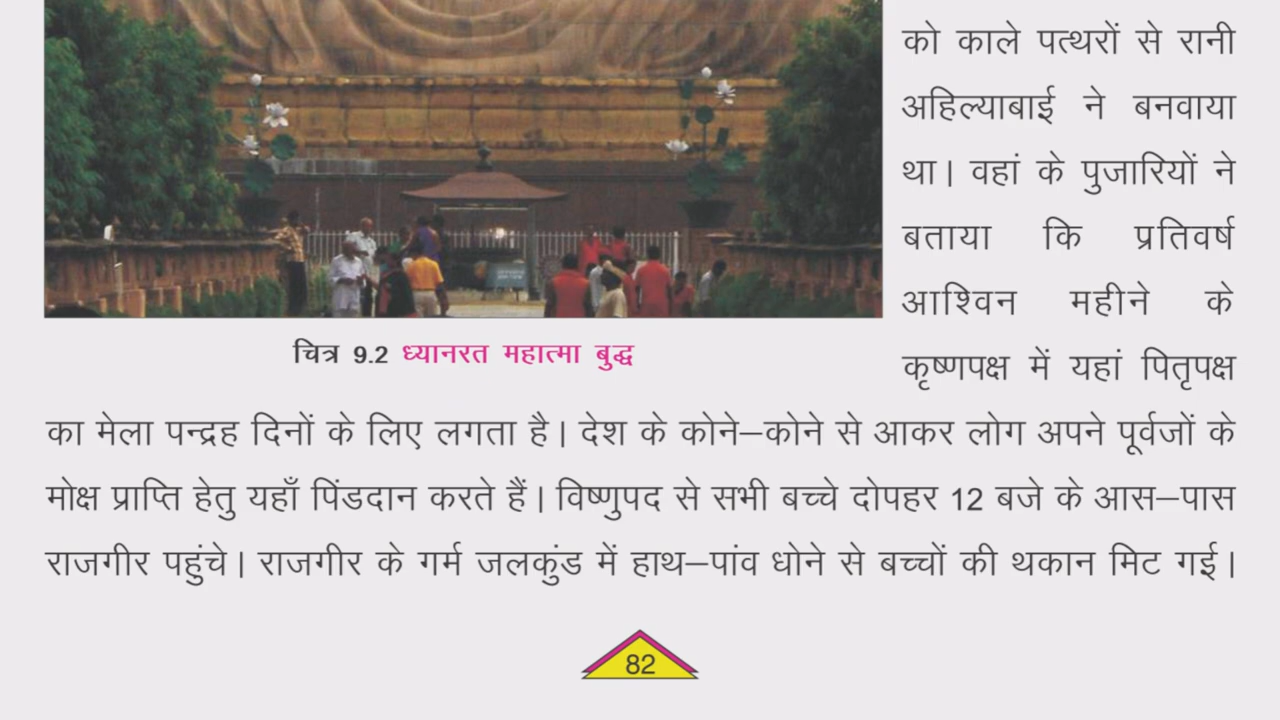 को काले पत्थरों से रानी
अहिल्याबाई ने बनवाया
था। वहां के पुजारियों ने
बताया कि प्रतिवर्ष
आश्विन महीने के
कृष्णपक्ष में यहां पितृपक्ष
चित्र 9.2 ध्यानरत महात्मा बुद्ध
का मेला पन्द्रह दिनों के लिए लगता है। देश के कोने–कोने से आकर लोग अपने पूर्वजों के
मोक्ष प्राप्ति हेतु यहाँ पिंडदान करते हैं। विष्णुपद से सभी बच्चे दोपहर 12 बजे के आस–पास
राजगीर पहुंचे। राजगीर के गर्म जलकुंड में हाथ–पांव धोने से बच्चों की थकान मिट गई।
82